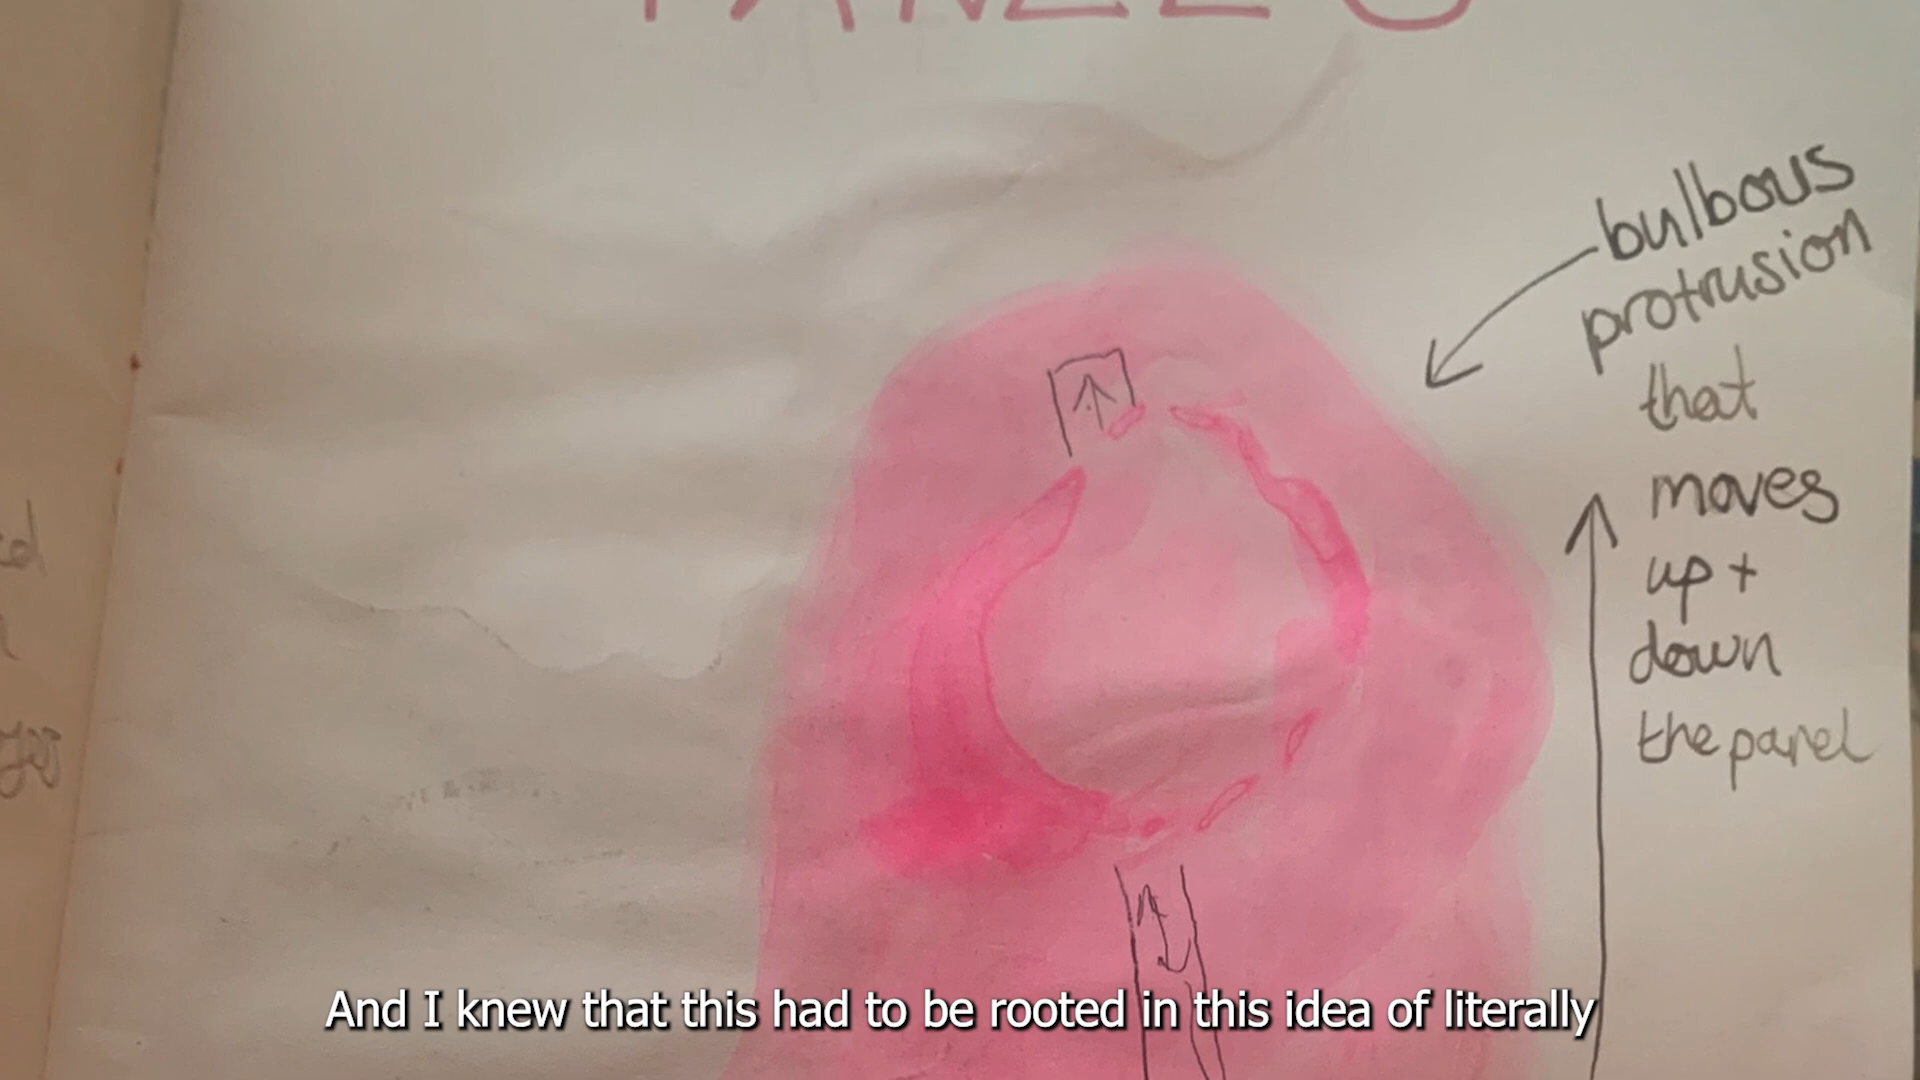 bulbous
protrusion
that
moves
up +
down
the panel
And I knew that this had to be rooted in this idea of literally